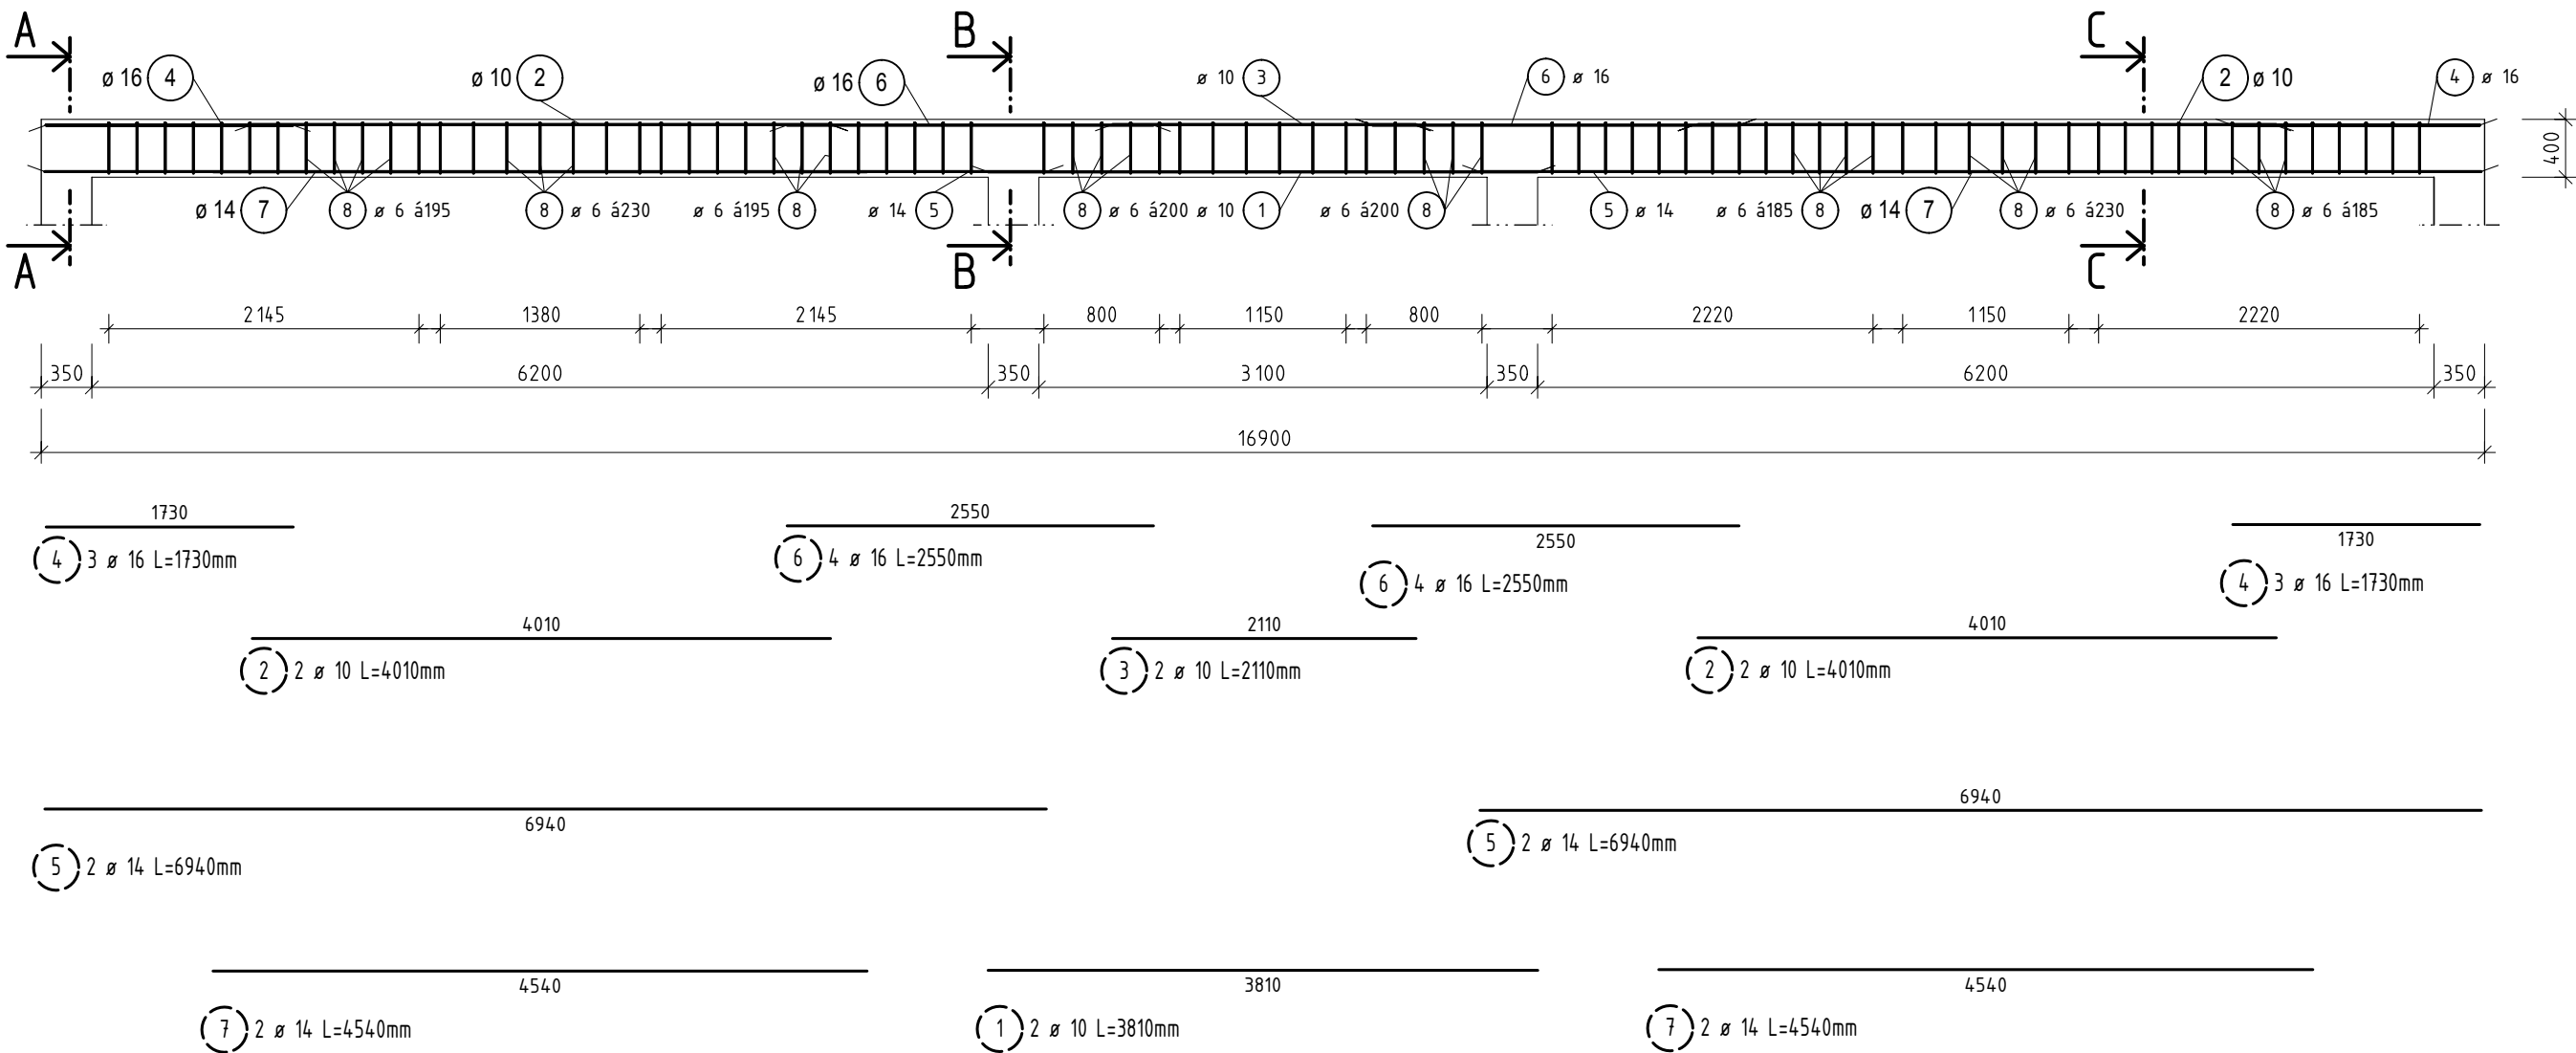 A B C
ø 16 4 ø 10 2 ø 16 6 ø 10 3 6 ø 16 2 ø 10 4 ø 16
400
ø 14 7 8 ø 6 á195 8 ø 6 á230 ø 6 á195 8 ø 14 5 8 ø 6 á200 ø 10 1 ø 6 á200 8 5 ø 14 ø 6 á185 8 ø 14 7 8 ø 6 á230 8 ø 6 á185
A B C
2145 1380 2145 800 1150 800 2220 1150 2220
350 6200 350 3100 350 6200 350
16900
1730 2550 2550 1730
4 3 ø 16 L=1730mm 6 4 ø 16 L=2550mm 6 4 ø 16 L=2550mm 4 3 ø 16 L=1730mm
4010 2110 4010
2 2 ø 10 L=4010mm 3 2 ø 10 L=2110mm 2 2 ø 10 L=4010mm
6940 6940
5 2 ø 14 L=6940mm 5 2 ø 14 L=6940mm
4540 3810 4540
7 2 ø 14 L=4540mm 1 2 ø 10 L=3810mm 7 2 ø 14 L=4540mm